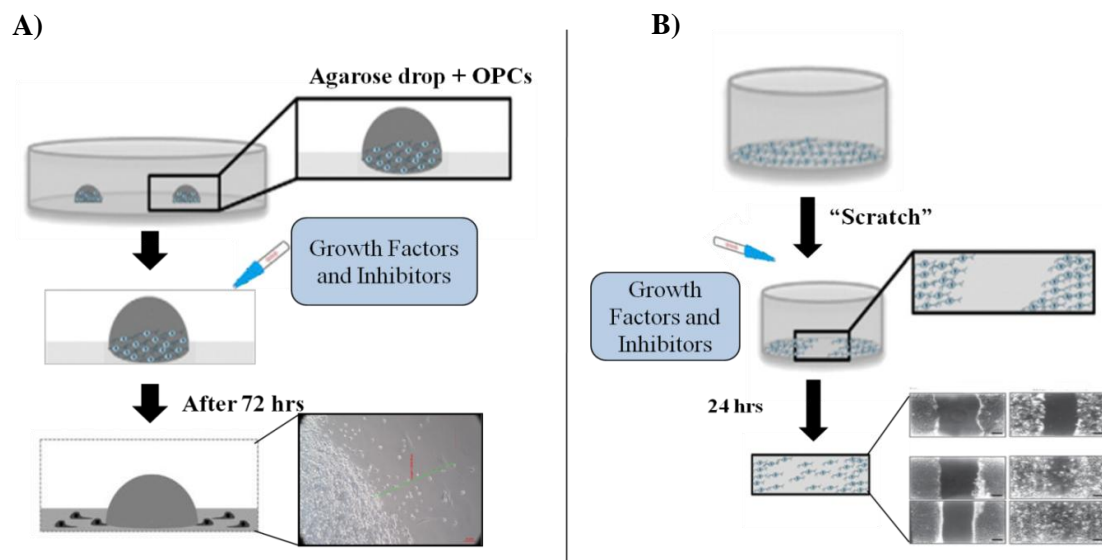 A)
Agarose drop + OPCs
Growth Factors
and Inhibitors
After 72 hrs
B)
“Scratch”
Growth
Factors and
Inhibitors
24 hrs